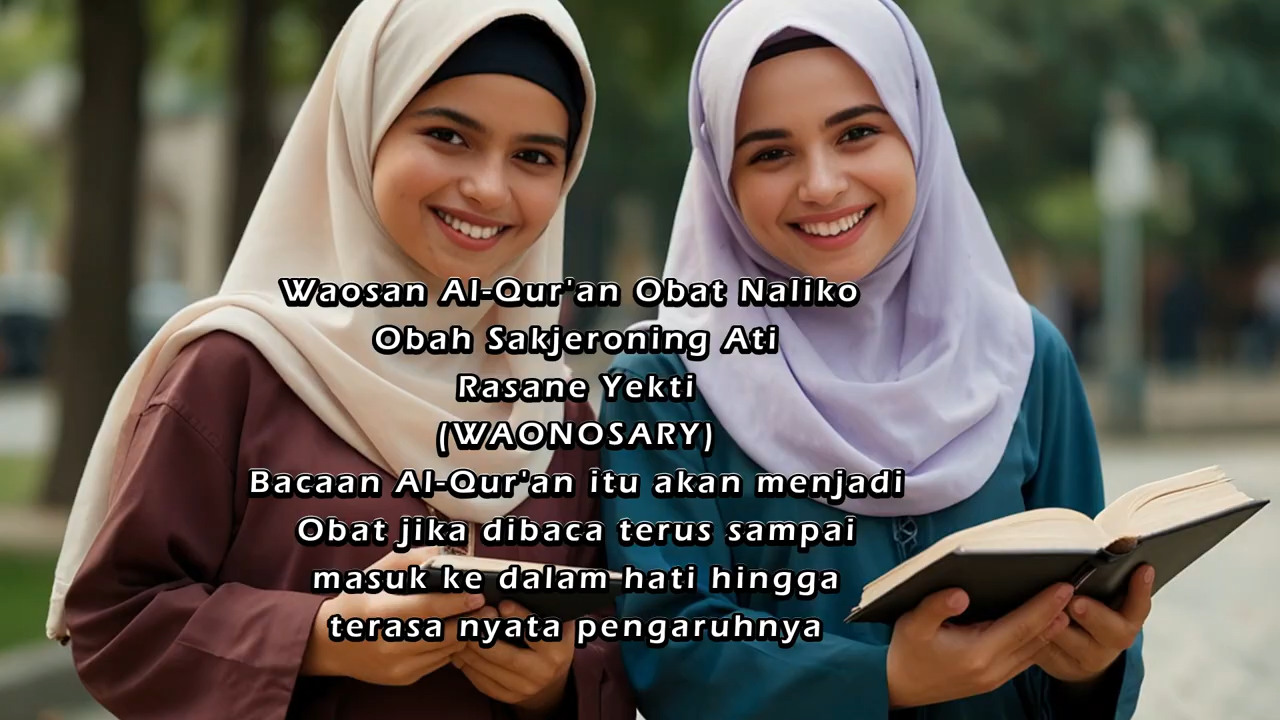 Waosan Al-Qur'an Obat Naliko
Obah Sakjeroning Ati
Rasane Yekti
(WAONOSARY)
Bacaan Al-Qur'an itu akan menjadi
Obat jika dibaca terus sampai
masuk ke dalam hati hingga
terasa nyata pengaruhnya